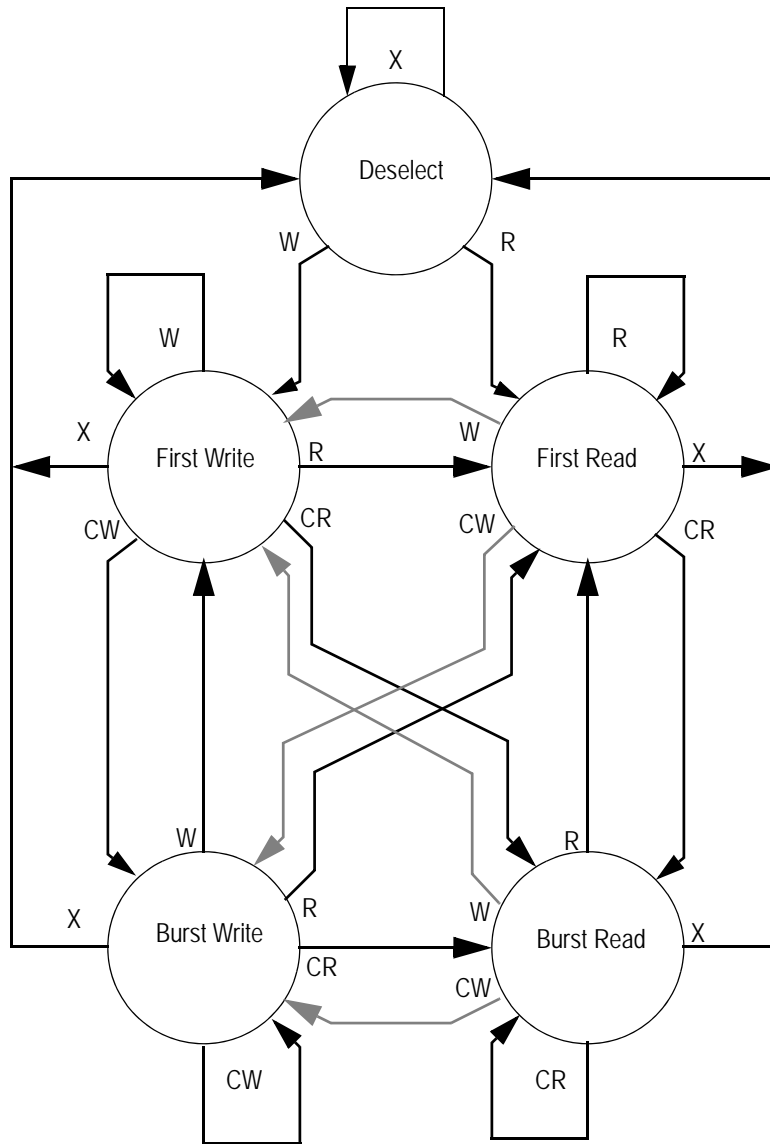 X
Deselect
W
R
W
R
X
W
First Write
R
First Read
X
CW
CR
CW
CR
W
R
X
R
W
X
Burst Write
Burst Read
CR
CW
CW
CR